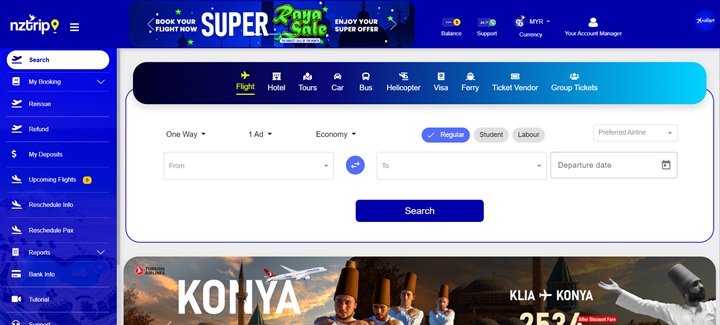 nztrip
BOOK YOUR
FLIGHT NOW
SUPER
Raya
Sale
ENJOY YOUR
SUPER OFFER
Balance
24/7
Support
MYR
Currency
Your Account Manager
Search
My Booking
Reissue
Refund
My Deposits
Upcoming Flights 0
Reschedule Info
Reschedule Pax
Reports
Bank Info
Tutorial
Support
Flight
Hotel
Tours
Car
Bus
Helicopter
Visa
Ferry
Ticket Vendor
Group Tickets
One Way
1 Ad
Economy
Regular
Student
Labour
Preferred Airline
From
To
Departure date
Search
TURKISH
AIRLINES
KONYA
KLIA KONYA
2534
After Discount Fare